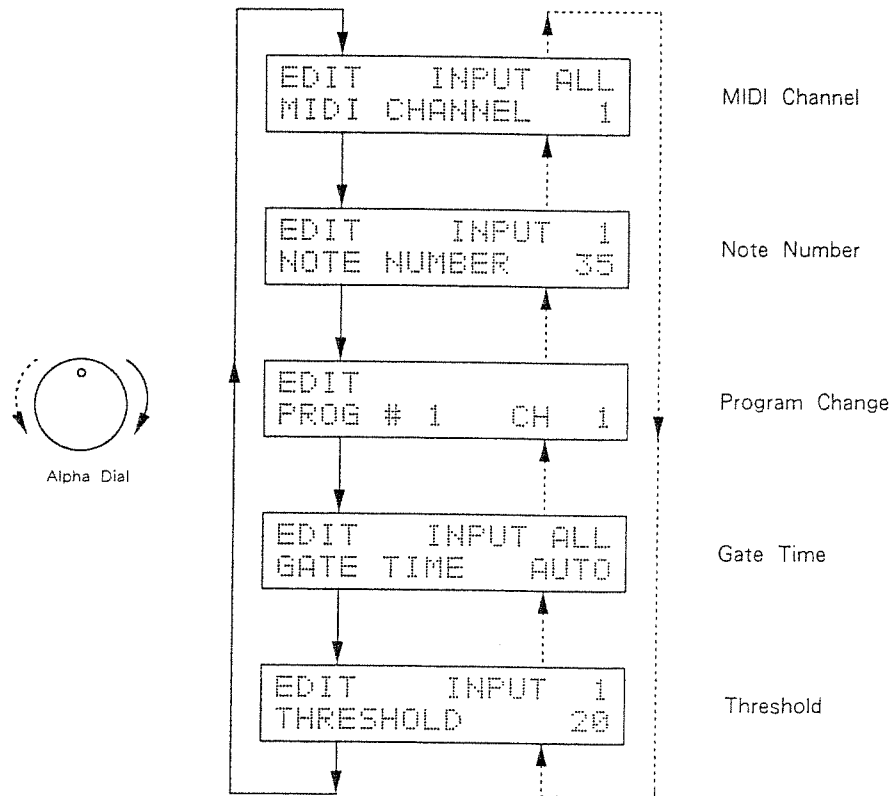 EDIT INPUT ALL
MIDI CHANNEL 1
MIDI Channel
EDIT INPUT 1
NOTE NUMBER 35
Note Number
EDIT
PROG # 1 CH 1
Program Change
Alpha Dial
EDIT INPUT ALL
GATE TIME AUTO
Gate Time
EDIT INPUT 1
THRESHOLD 20
Threshold